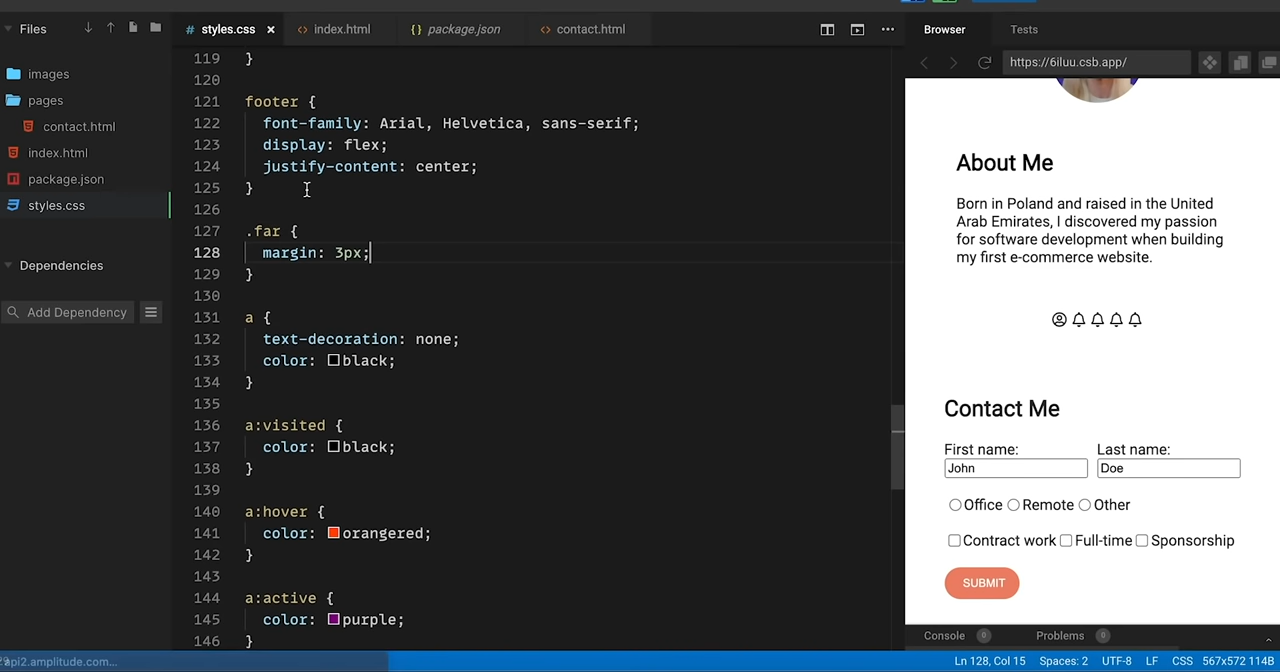 Files
styles.css
index.html
package.json
contact.html
Browser
Tests
https://6iluu.csb.app/
images
pages
contact.html
index.html
package.json
styles.css
Dependencies
Add Dependency
119 }
120
121 footer {
122 font-family: Arial, Helvetica, sans-serif;
123 display: flex;
124 justify-content: center;
125 }
126
127 .far {
128 margin: 3px;
129 }
130
131 a {
132 text-decoration: none;
133 color: black;
134 }
135
136 a:visited {
137 color: black;
138 }
139
140 a:hover {
141 color: orangered;
142 }
143
144 a:active {
145 color: purple;
146 }
About Me
Born in Poland and raised in the United
Arab Emirates, I discovered my passion
for software development when building
my first e-commerce website.
Contact Me
First name: Last name:
John Doe
Office Remote Other
Contract work Full-time Sponsorship
SUBMIT
Console 0 Problems 0
api2.amplitude.com...
Ln 128, Col 15 Spaces: 2 UTF-8 LF CSS 567x572 114B